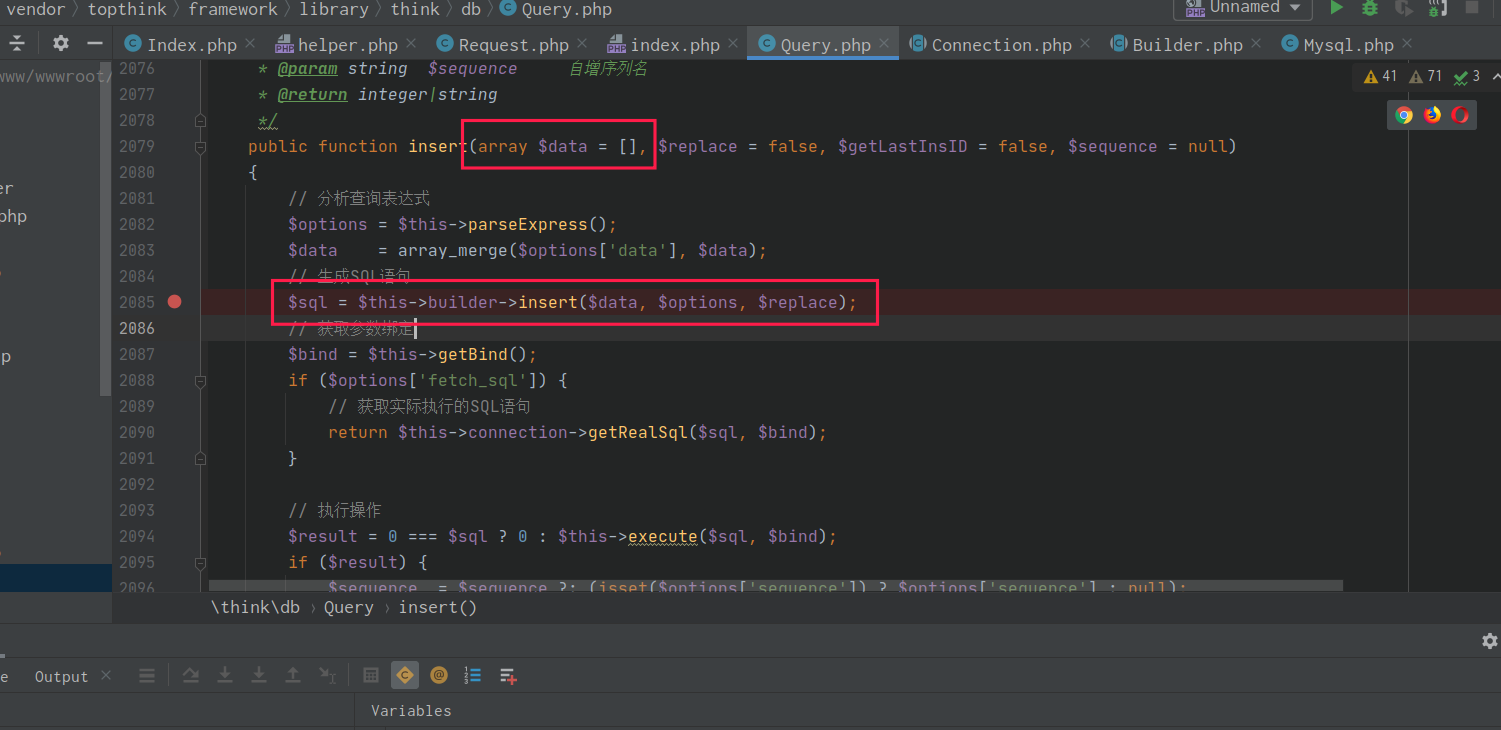 vendor 〉 topthink 〉 framework 〉 library 〉 think 〉 db 〉 Query.php
Unnamed
Index.php × helper.php × Request.php × index.php × Query.php × Connection.php × Builder.php × Mysql.php ×
www/wwwroot/
41 71 3
er
php
p
2076 * @param string $sequence 自增序列名
2077 * @return integer|string
2078 */
2079 public function insert(array $data = [], $replace = false, $getLastInsID = false, $sequence = null)
2080 {
2081 // 分析查询表达式
2082 $options = $this->parseExpress();
2083 $data = array_merge($options['data'], $data);
2084 // 生成SQL语句
2085 $sql = $this->builder->insert($data, $options, $replace);
2086 // 获取参数绑定
2087 $bind = $this->getBind();
2088 if ($options['fetch_sql']) {
2089 // 获取实际执行的SQL语句
2090 return $this->connection->getRealSql($sql, $bind);
2091 }
2092
2093 // 执行操作
2094 $result = 0 === $sql ? 0 : $this->execute($sql, $bind);
2095 if ($result) {
2096 $sequence = $sequence ?: (isset($options['sequence']) ? $options['sequence'] : null);
\think\db › Query › insert()
e Output ×
Variables